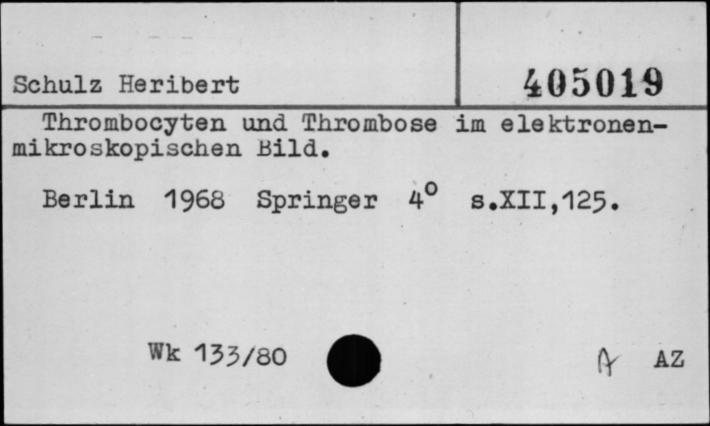 Schulz Heribert
405019
Thrombocyten und Thrombose im elektronen-
mikroskopischen Bild.
Berlin 1968 Springer 4° s.XII,125.
Wk 133/80
A AZ